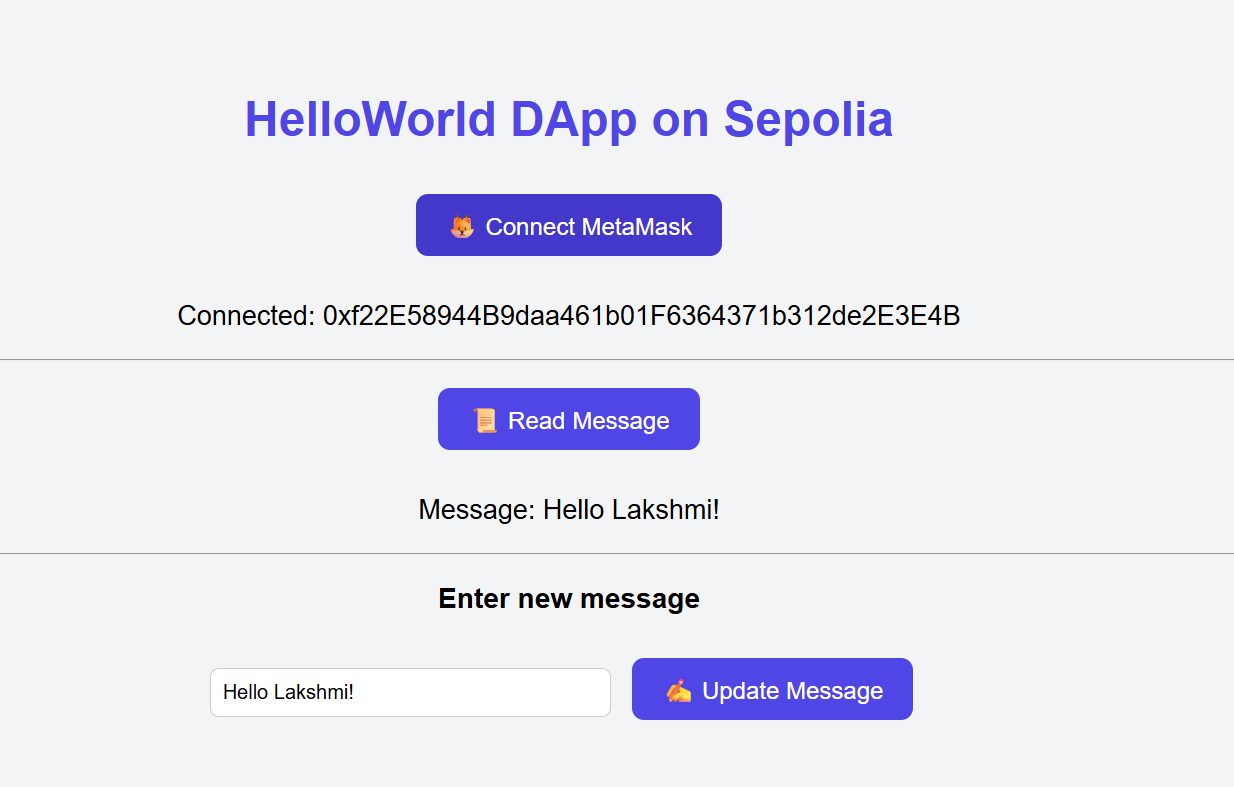 HelloWorld DApp on Sepolia
🦊 Connect MetaMask
Connected: 0xf22E58944B9daa461b01F6364371b312de2E3E4B
📜 Read Message
Message: Hello Lakshmi!
Enter new message
Hello Lakshmi! ✍️ Update Message